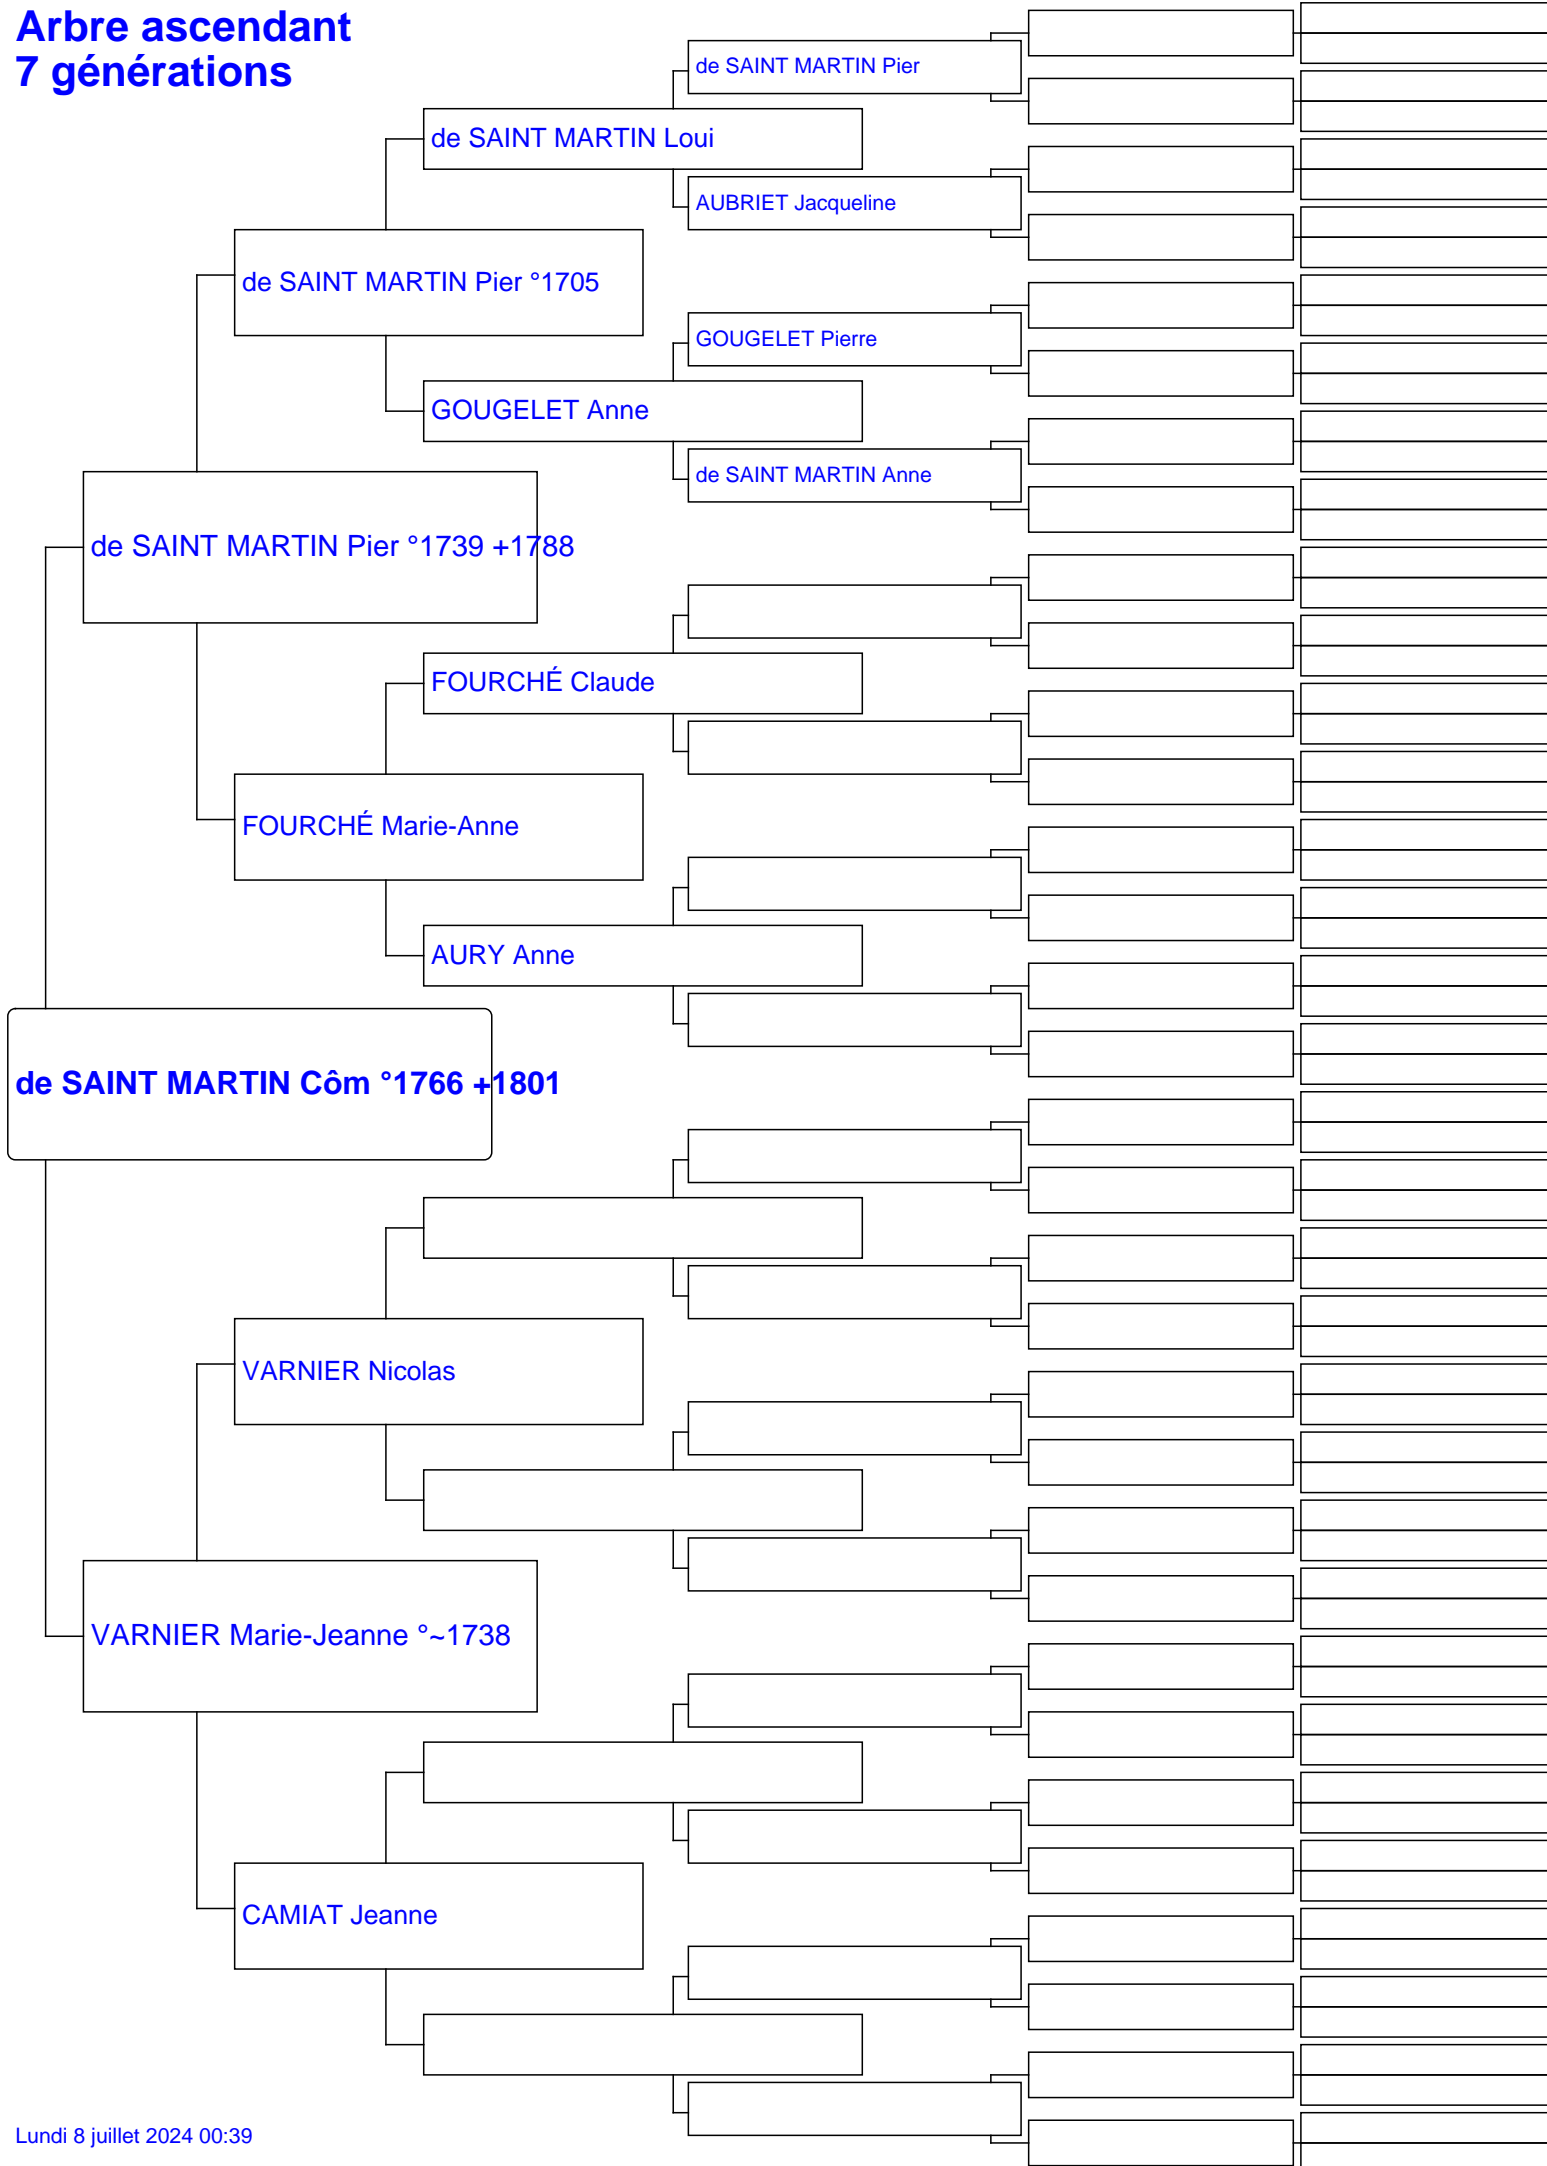 Arbre ascendant
7 générations
de SAINT MARTIN Pier
de SAINT MARTIN Loui
AUBRIET Jacqueline
de SAINT MARTIN Pier °1705
GOUGELET Pierre
GOUGELET Anne
de SAINT MARTIN Anne
de SAINT MARTIN Pier °1739 +1788
FOURCHÉ Claude
FOURCHÉ Marie-Anne
AURY Anne
de SAINT MARTIN Côm °1766 +1801
VARNIER Nicolas
VARNIER Marie-Jeanne °~1738
CAMIAT Jeanne
Lundi 8 juillet 2024 00:39